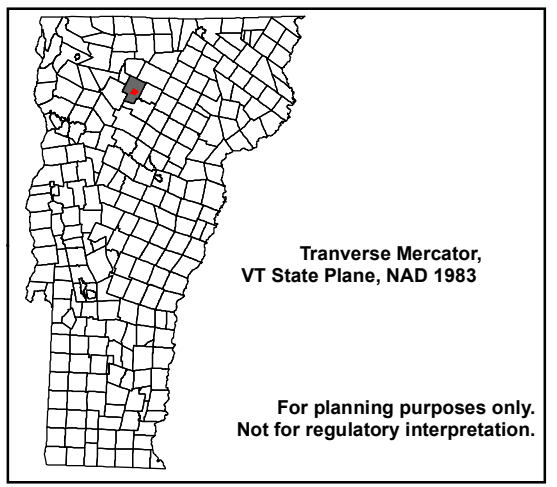 Tranverse Mercator,
VT State Plane, NAD 1983
For planning purposes only.
Not for regulatory interpretation.